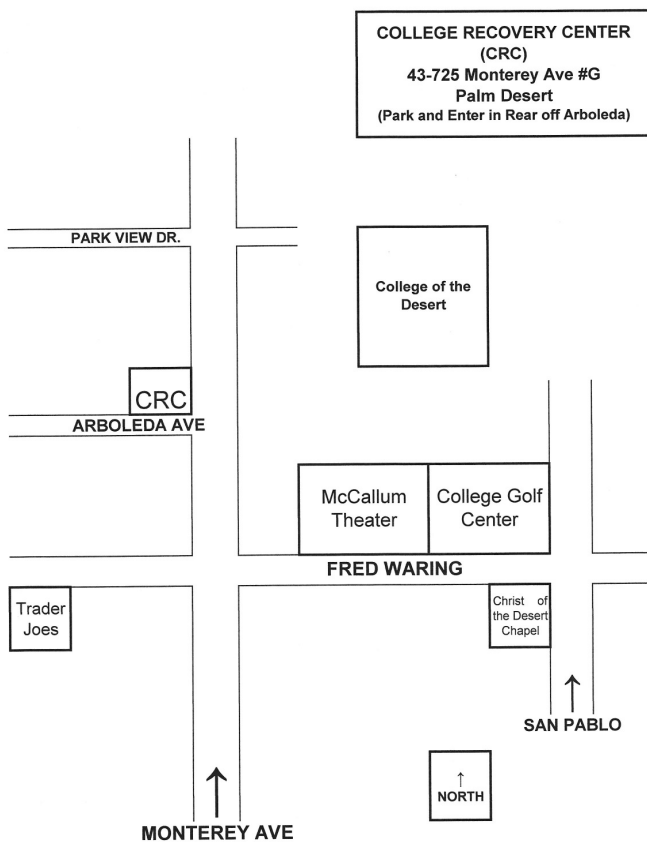 COLLEGE RECOVERY CENTER
(CRC)
43-725 Monterey Ave #G
Palm Desert
(Park and Enter in Rear off Arboleda)
PARK VIEW DR.
College of the
Desert
CRC
ARBOLEDA AVE
McCallum
Theater
College Golf
Center
FRED WARING
Trader
Joes
Christ of
the Desert
Chapel
SAN PABLO
↑
NORTH
MONTEREY AVE